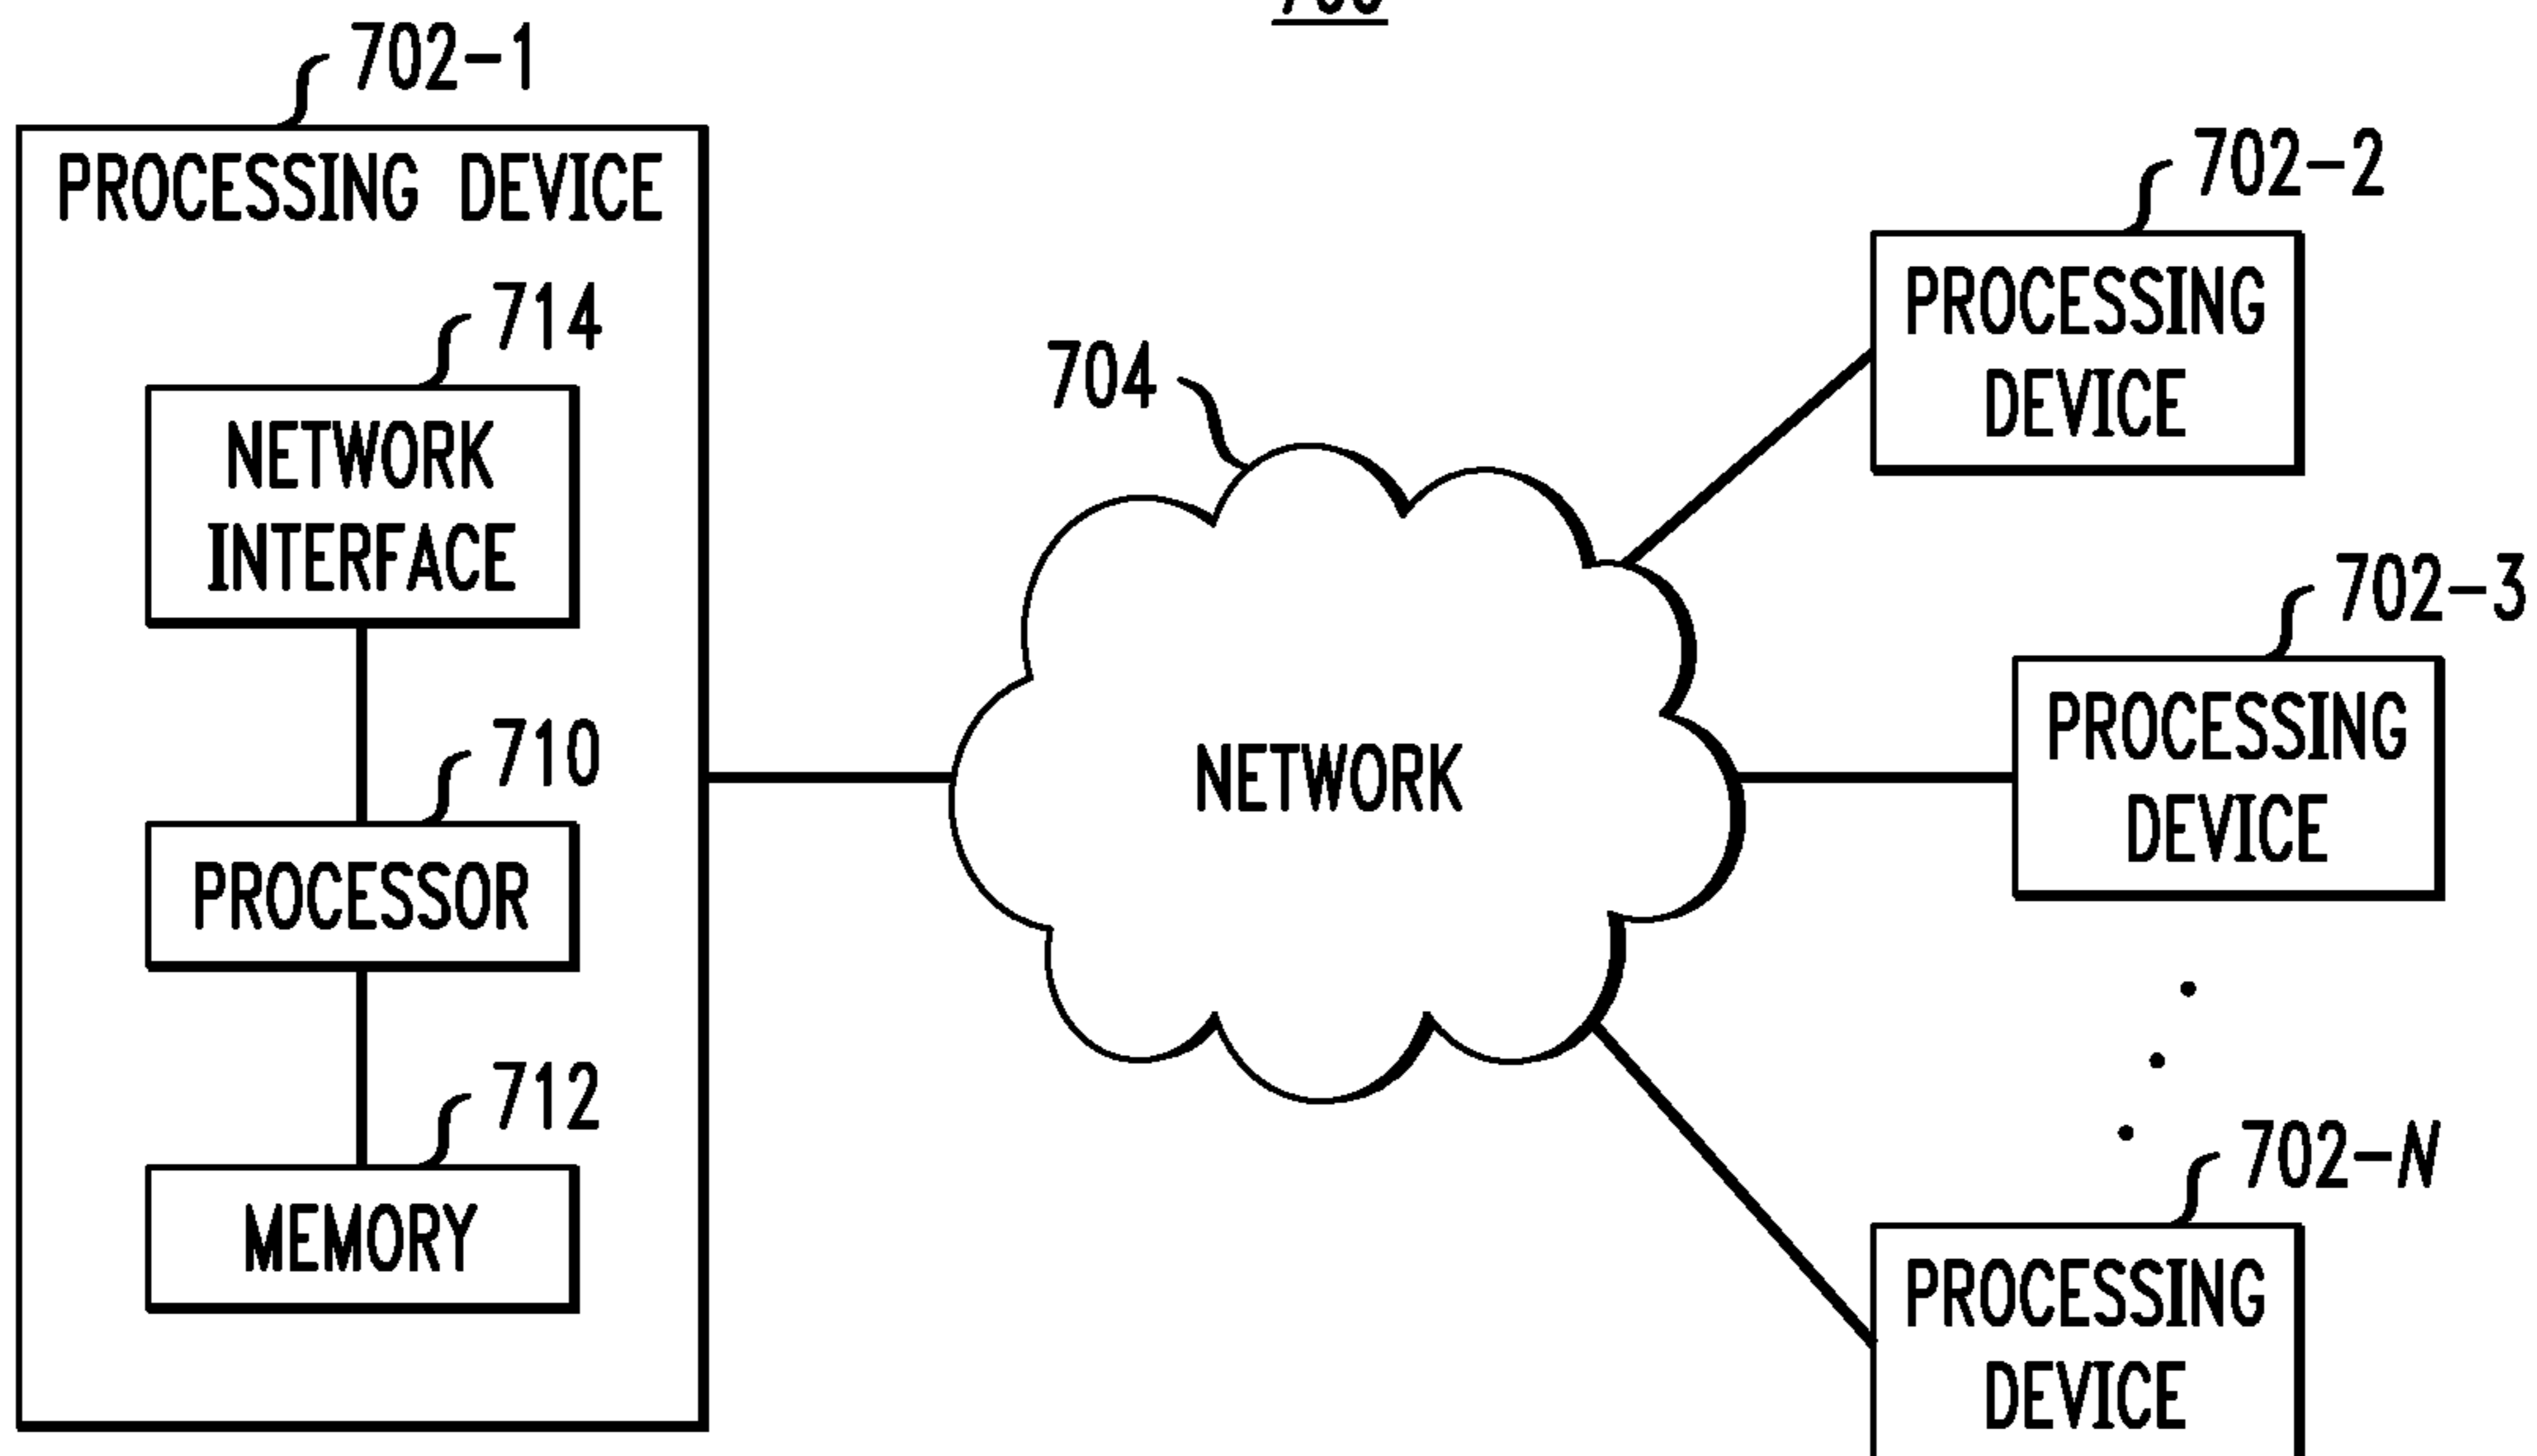 702-1
PROCESSING DEVICE
714
NETWORK
INTERFACE
710
PROCESSOR
712
MEMORY
704
NETWORK
702-2
PROCESSING
DEVICE
702-3
PROCESSING
DEVICE
702-N
PROCESSING
DEVICE